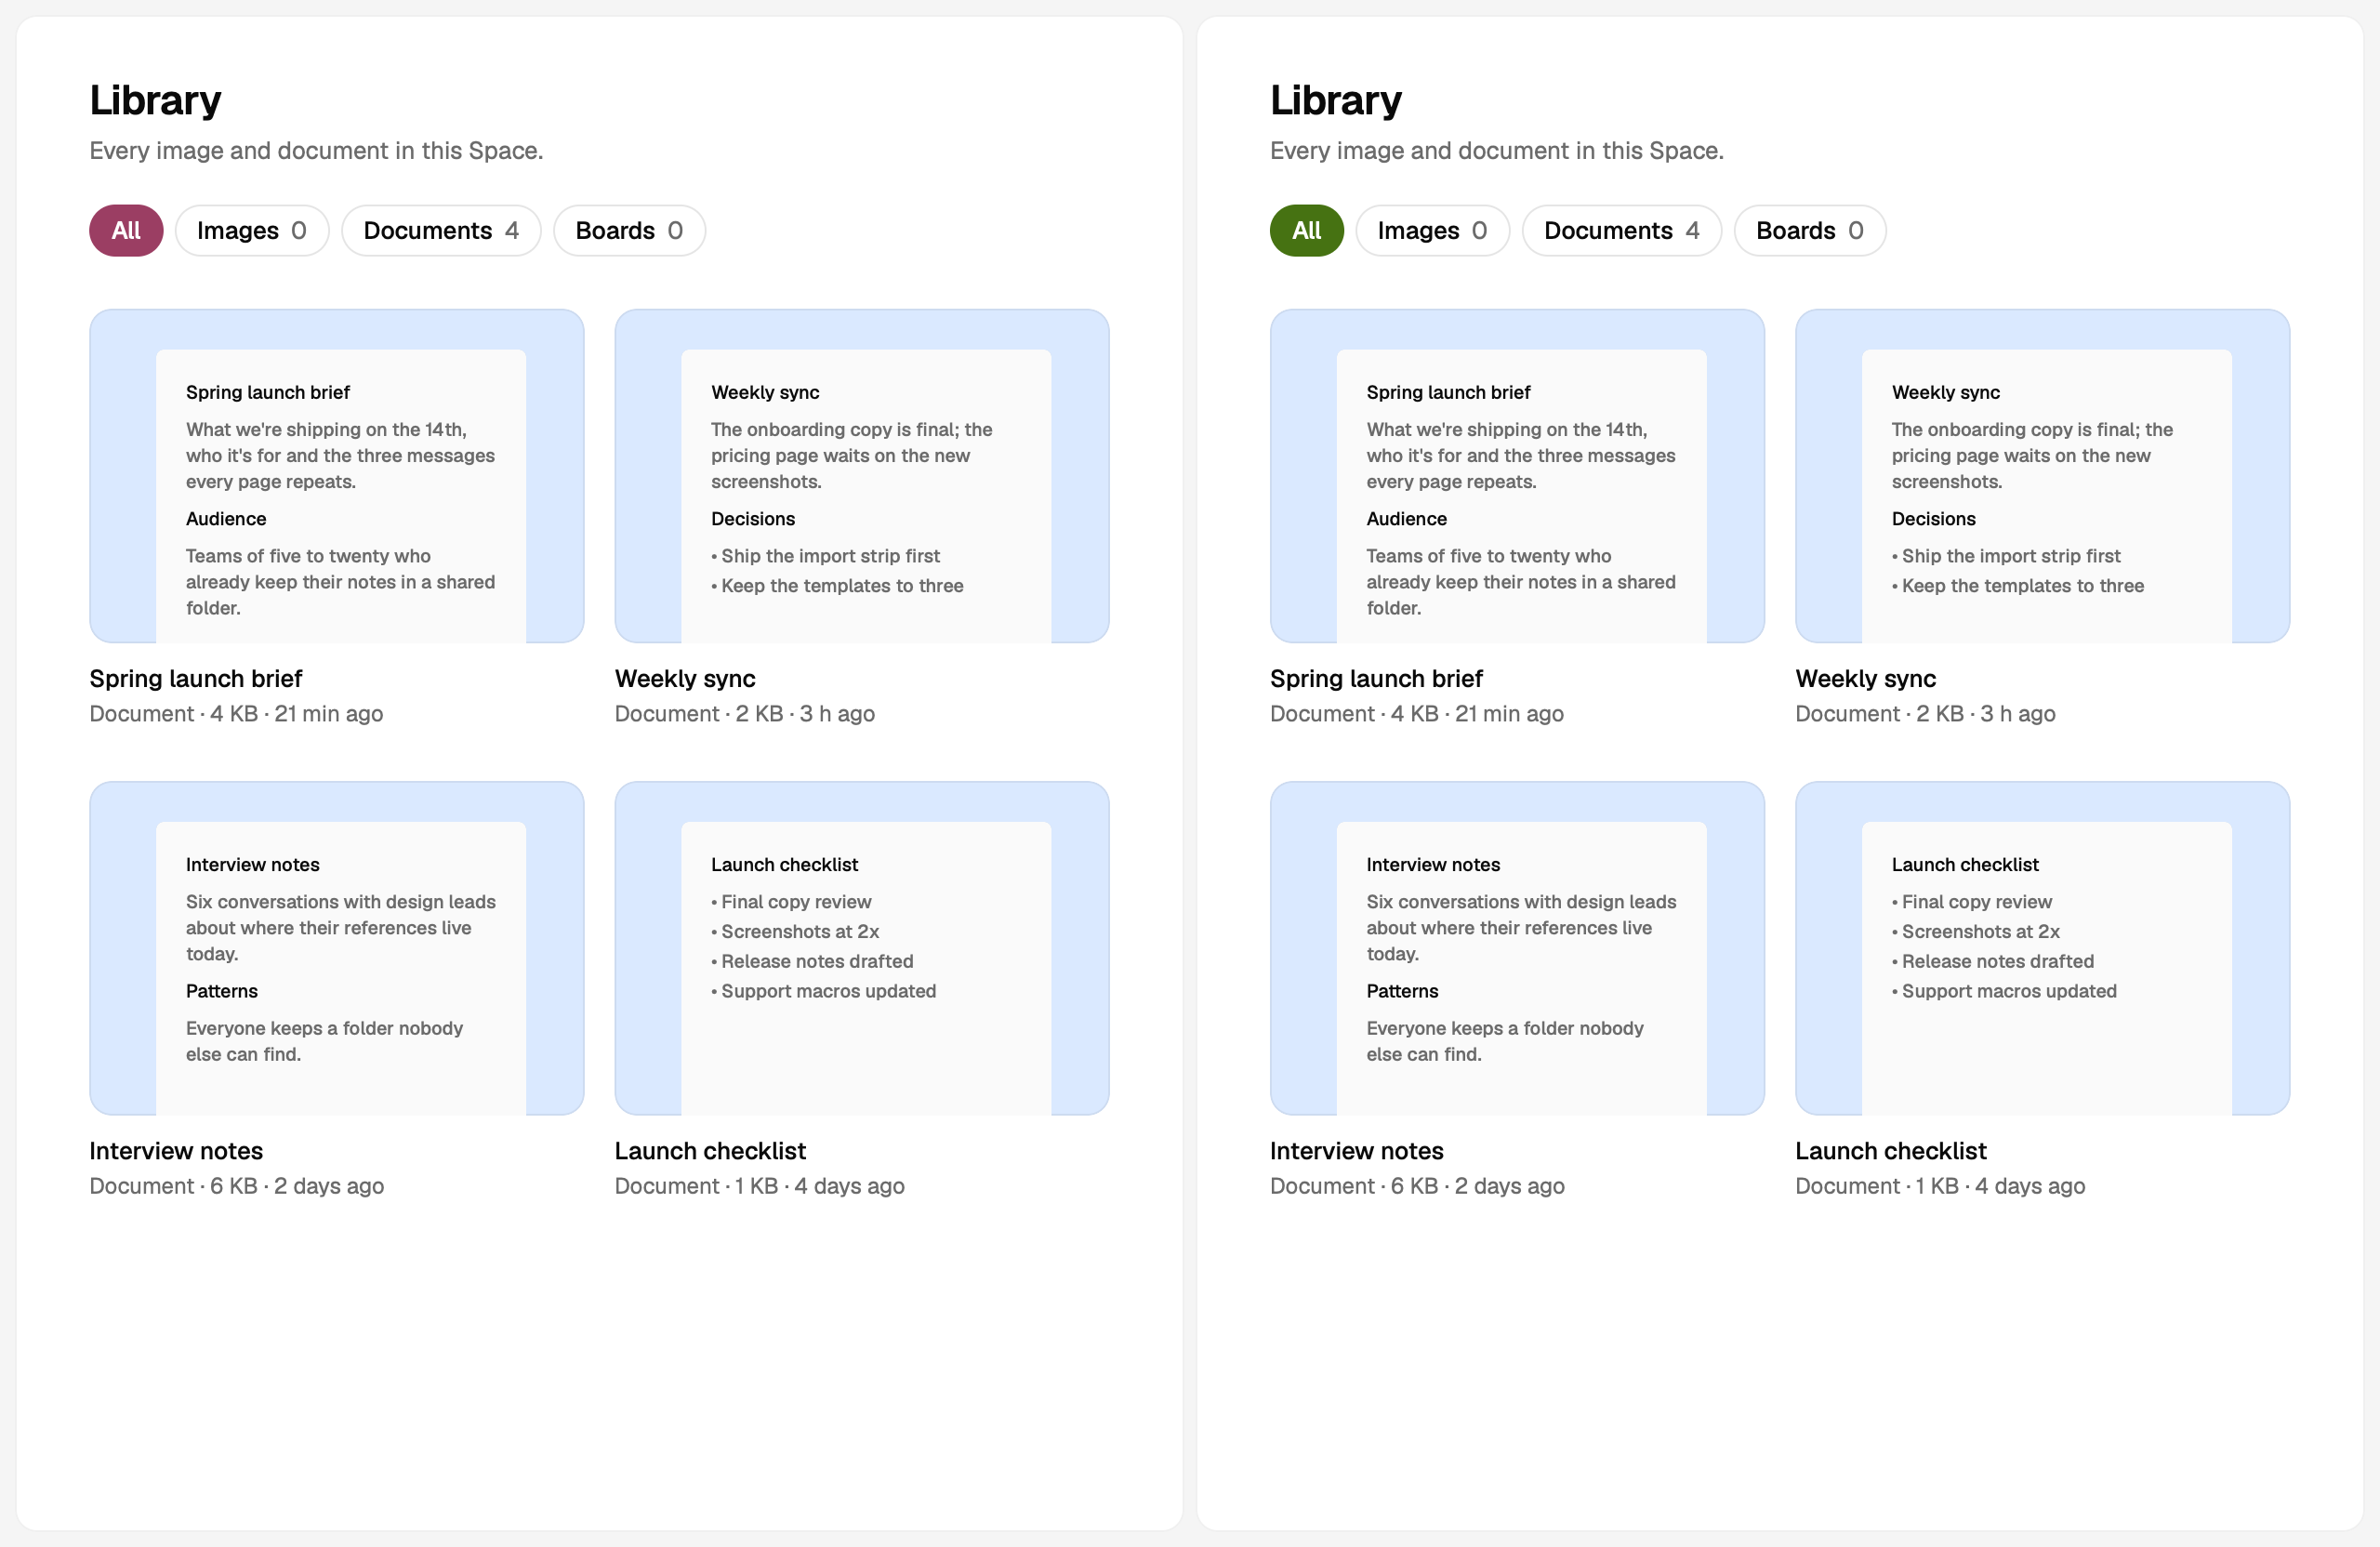 Library
Every image and document in this Space.
All Images 0 Documents 4 Boards 0
Spring launch brief
What we're shipping on the 14th,
who it's for and the three messages
every page repeats.
Audience
Teams of five to twenty who
already keep their notes in a shared
folder.
Spring launch brief
Document · 4 KB · 21 min ago
Weekly sync
The onboarding copy is final; the
pricing page waits on the new
screenshots.
Decisions
• Ship the import strip first
• Keep the templates to three
Weekly sync
Document · 2 KB · 3 h ago
Interview notes
Six conversations with design leads
about where their references live
today.
Patterns
Everyone keeps a folder nobody
else can find.
Interview notes
Document · 6 KB · 2 days ago
Launch checklist
• Final copy review
• Screenshots at 2x
• Release notes drafted
• Support macros updated
Launch checklist
Document · 1 KB · 4 days ago
Library
Every image and document in this Space.
All Images 0 Documents 4 Boards 0
Spring launch brief
What we're shipping on the 14th,
who it's for and the three messages
every page repeats.
Audience
Teams of five to twenty who
already keep their notes in a shared
folder.
Spring launch brief
Document · 4 KB · 21 min ago
Weekly sync
The onboarding copy is final; the
pricing page waits on the new
screenshots.
Decisions
• Ship the import strip first
• Keep the templates to three
Weekly sync
Document · 2 KB · 3 h ago
Interview notes
Six conversations with design leads
about where their references live
today.
Patterns
Everyone keeps a folder nobody
else can find.
Interview notes
Document · 6 KB · 2 days ago
Launch checklist
• Final copy review
• Screenshots at 2x
• Release notes drafted
• Support macros updated
Launch checklist
Document · 1 KB · 4 days ago